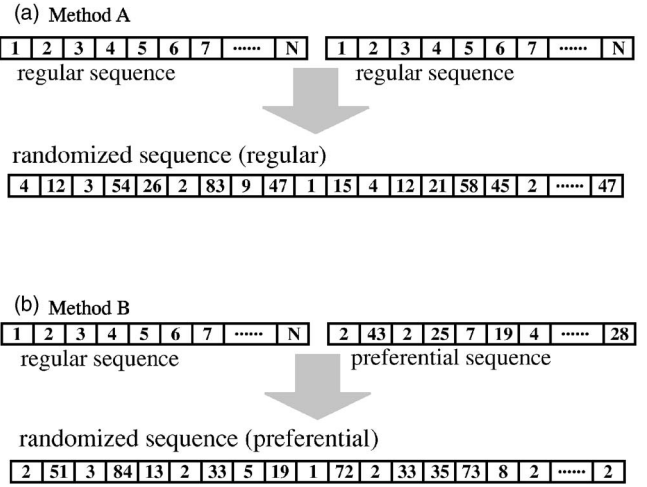 (a) Method A
1 2 3 4 5 6 7 ...... N 1 2 3 4 5 6 7 ...... N
regular sequence regular sequence
randomized sequence (regular)
4 12 3 54 26 2 83 9 47 1 15 4 12 21 58 45 2 ...... 47
(b) Method B
1 2 3 4 5 6 7 ...... N 2 43 2 25 7 19 4 ...... 28
regular sequence preferential sequence
randomized sequence (preferential)
2 51 3 84 13 2 33 5 19 1 72 2 33 35 73 8 2 ...... 2